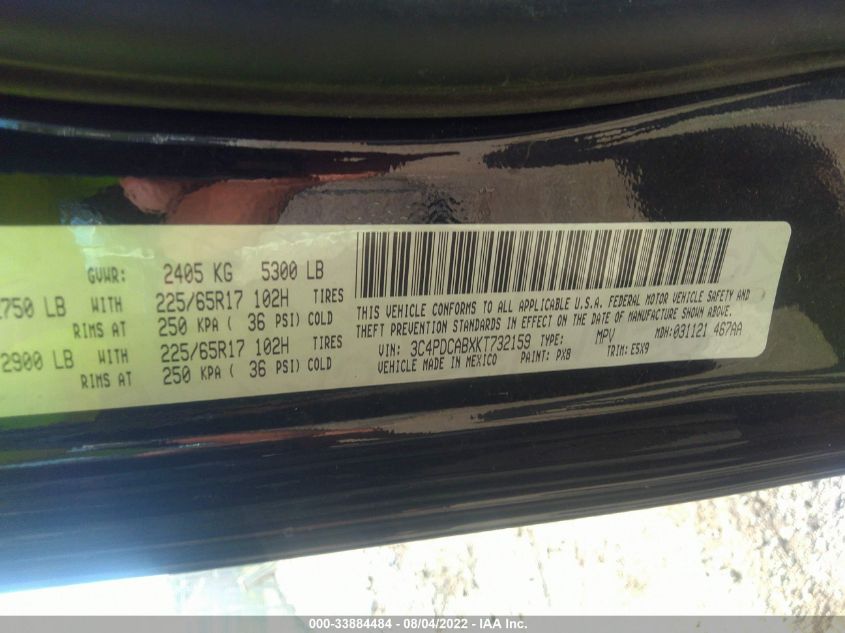 GVWR: 2405 KG 5300 LB
750 LB WITH 225/65R17 102H TIRES
RIMS AT 250 KPA ( 36 PSI) COLD
2900 LB WITH 225/65R17 102H TIRES
RIMS AT 250 KPA ( 36 PSI) COLD
THIS VEHICLE CONFORMS TO ALL APPLICABLE U.S.A. FEDERAL MOTOR VEHICLE SAFETY AND
THEFT PREVENTION STANDARDS IN EFFECT ON THE DATE OF MANUFACTURE SHOWN ABOVE.
VIN: 3C4PDCABXKT732159 TYPE: MPV MDH: 031121 467AA
VEHICLE MADE IN MEXICO PAINT: PX8 TRIM: E5X9
000-33884484 - 08/04/2022 - IAA Inc.